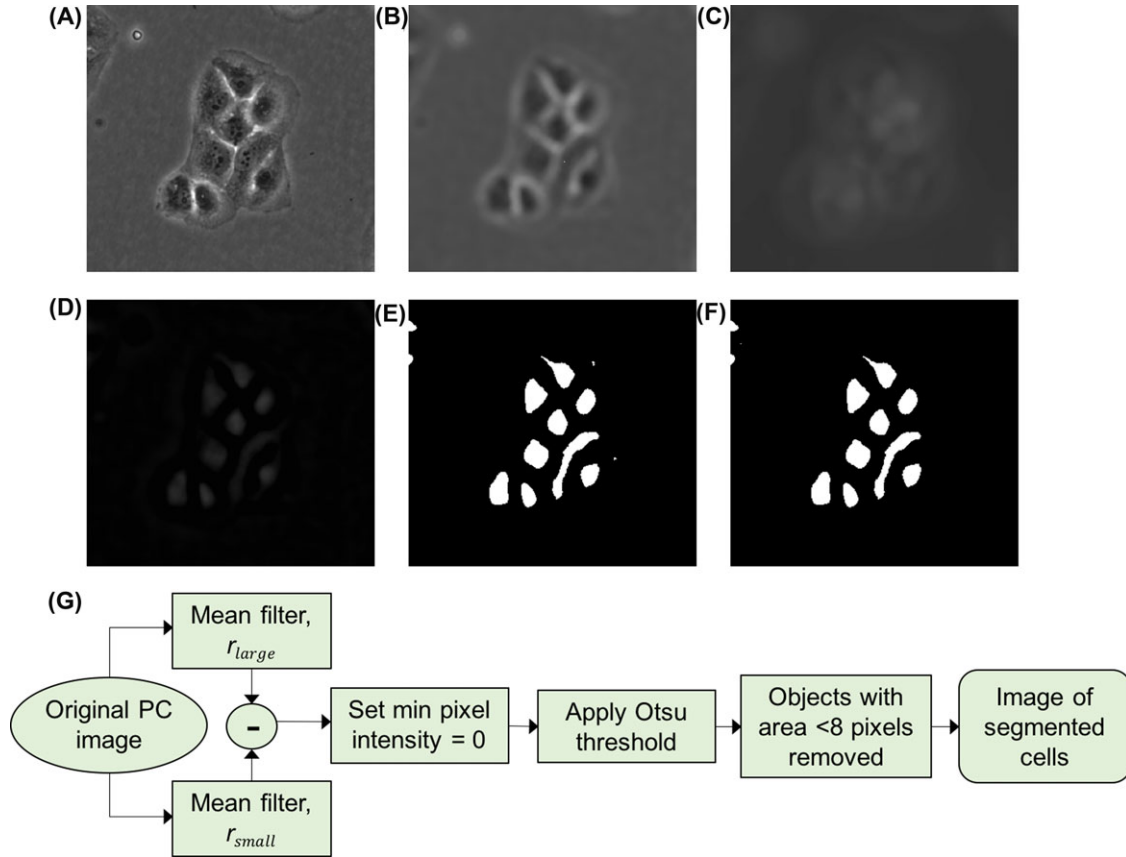 (A)
(B)
(C)
(D)
(E)
(F)
(G)
Mean filter,
r_large
Original PC
image
-
Mean filter,
r_small
Set min pixel
intensity = 0
Apply Otsu
threshold
Objects with
area <8 pixels
removed
Image of
segmented
cells